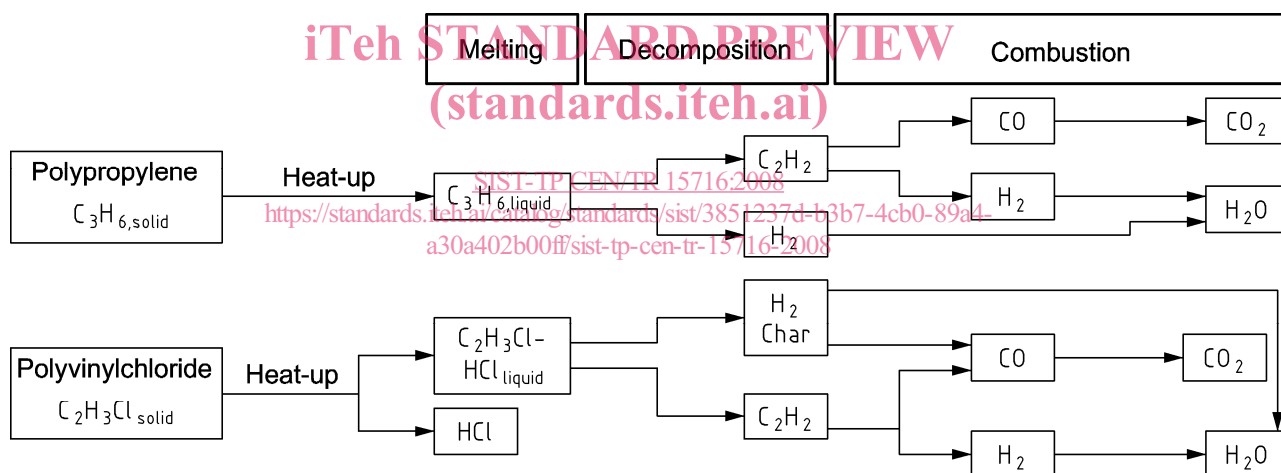 iTeh STANDARD PREVIEW
(standards.iteh.ai)
Melting
Decomposition
Combustion
CO
CO2
Polypropylene
C3H6,solid
Heat-up
C3H6,liquid
C2H2
H2
H2
H2O
SIST-TP CEN/TR 15716:2008
https://standards.iteh.ai/catalog/standards/sist/3851237d-b3b7-4cb0-89a4-
a30a402b00ff/sist-tp-cen-tr-15716-2008
Polyvinylchloride
C2H3Cl solid
Heat-up
C2H3Cl–
HCl liquid
HCl
H2
Char
C2H2
CO
CO2
H2
H2O